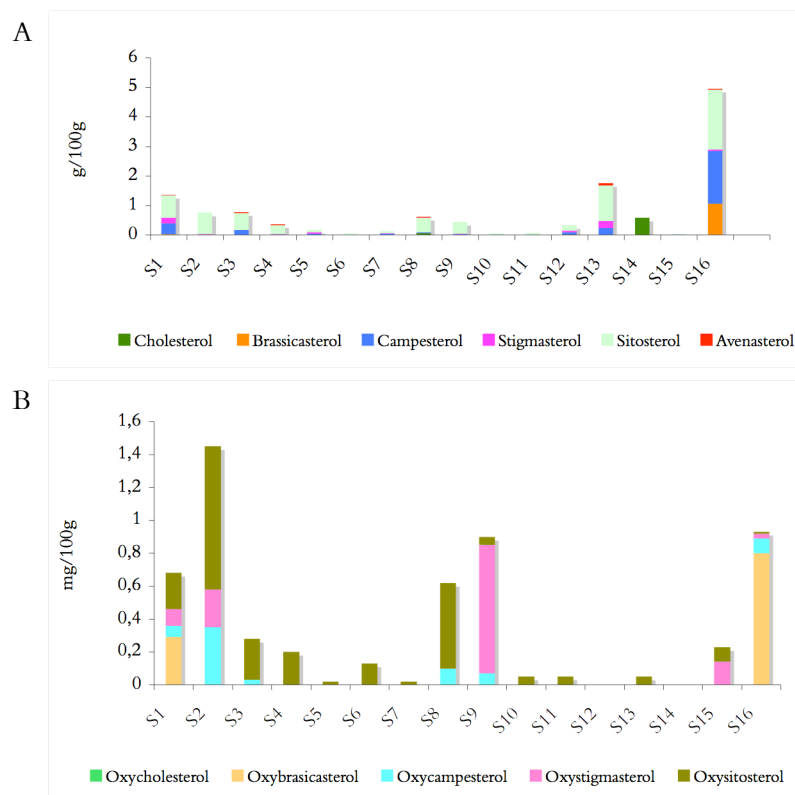 A
6
5
4
3
2
1
0
g/100g
S1 S2 S3 S4 S5 S6 S7 S8 S9 S10 S11 S12 S13 S14 S15 S16
Cholesterol Brassicasterol Campesterol Stigmasterol Sitosterol Avenasterol
B
1,6
1,4
1,2
1
0,8
0,6
0,4
0,2
0
mg/100g
S1 S2 S3 S4 S5 S6 S7 S8 S9 S10 S11 S12 S13 S14 S15 S16
Oxycholesterol Oxybrasicasterol Oxycampesterol Oxystigmasterol Oxysitosterol